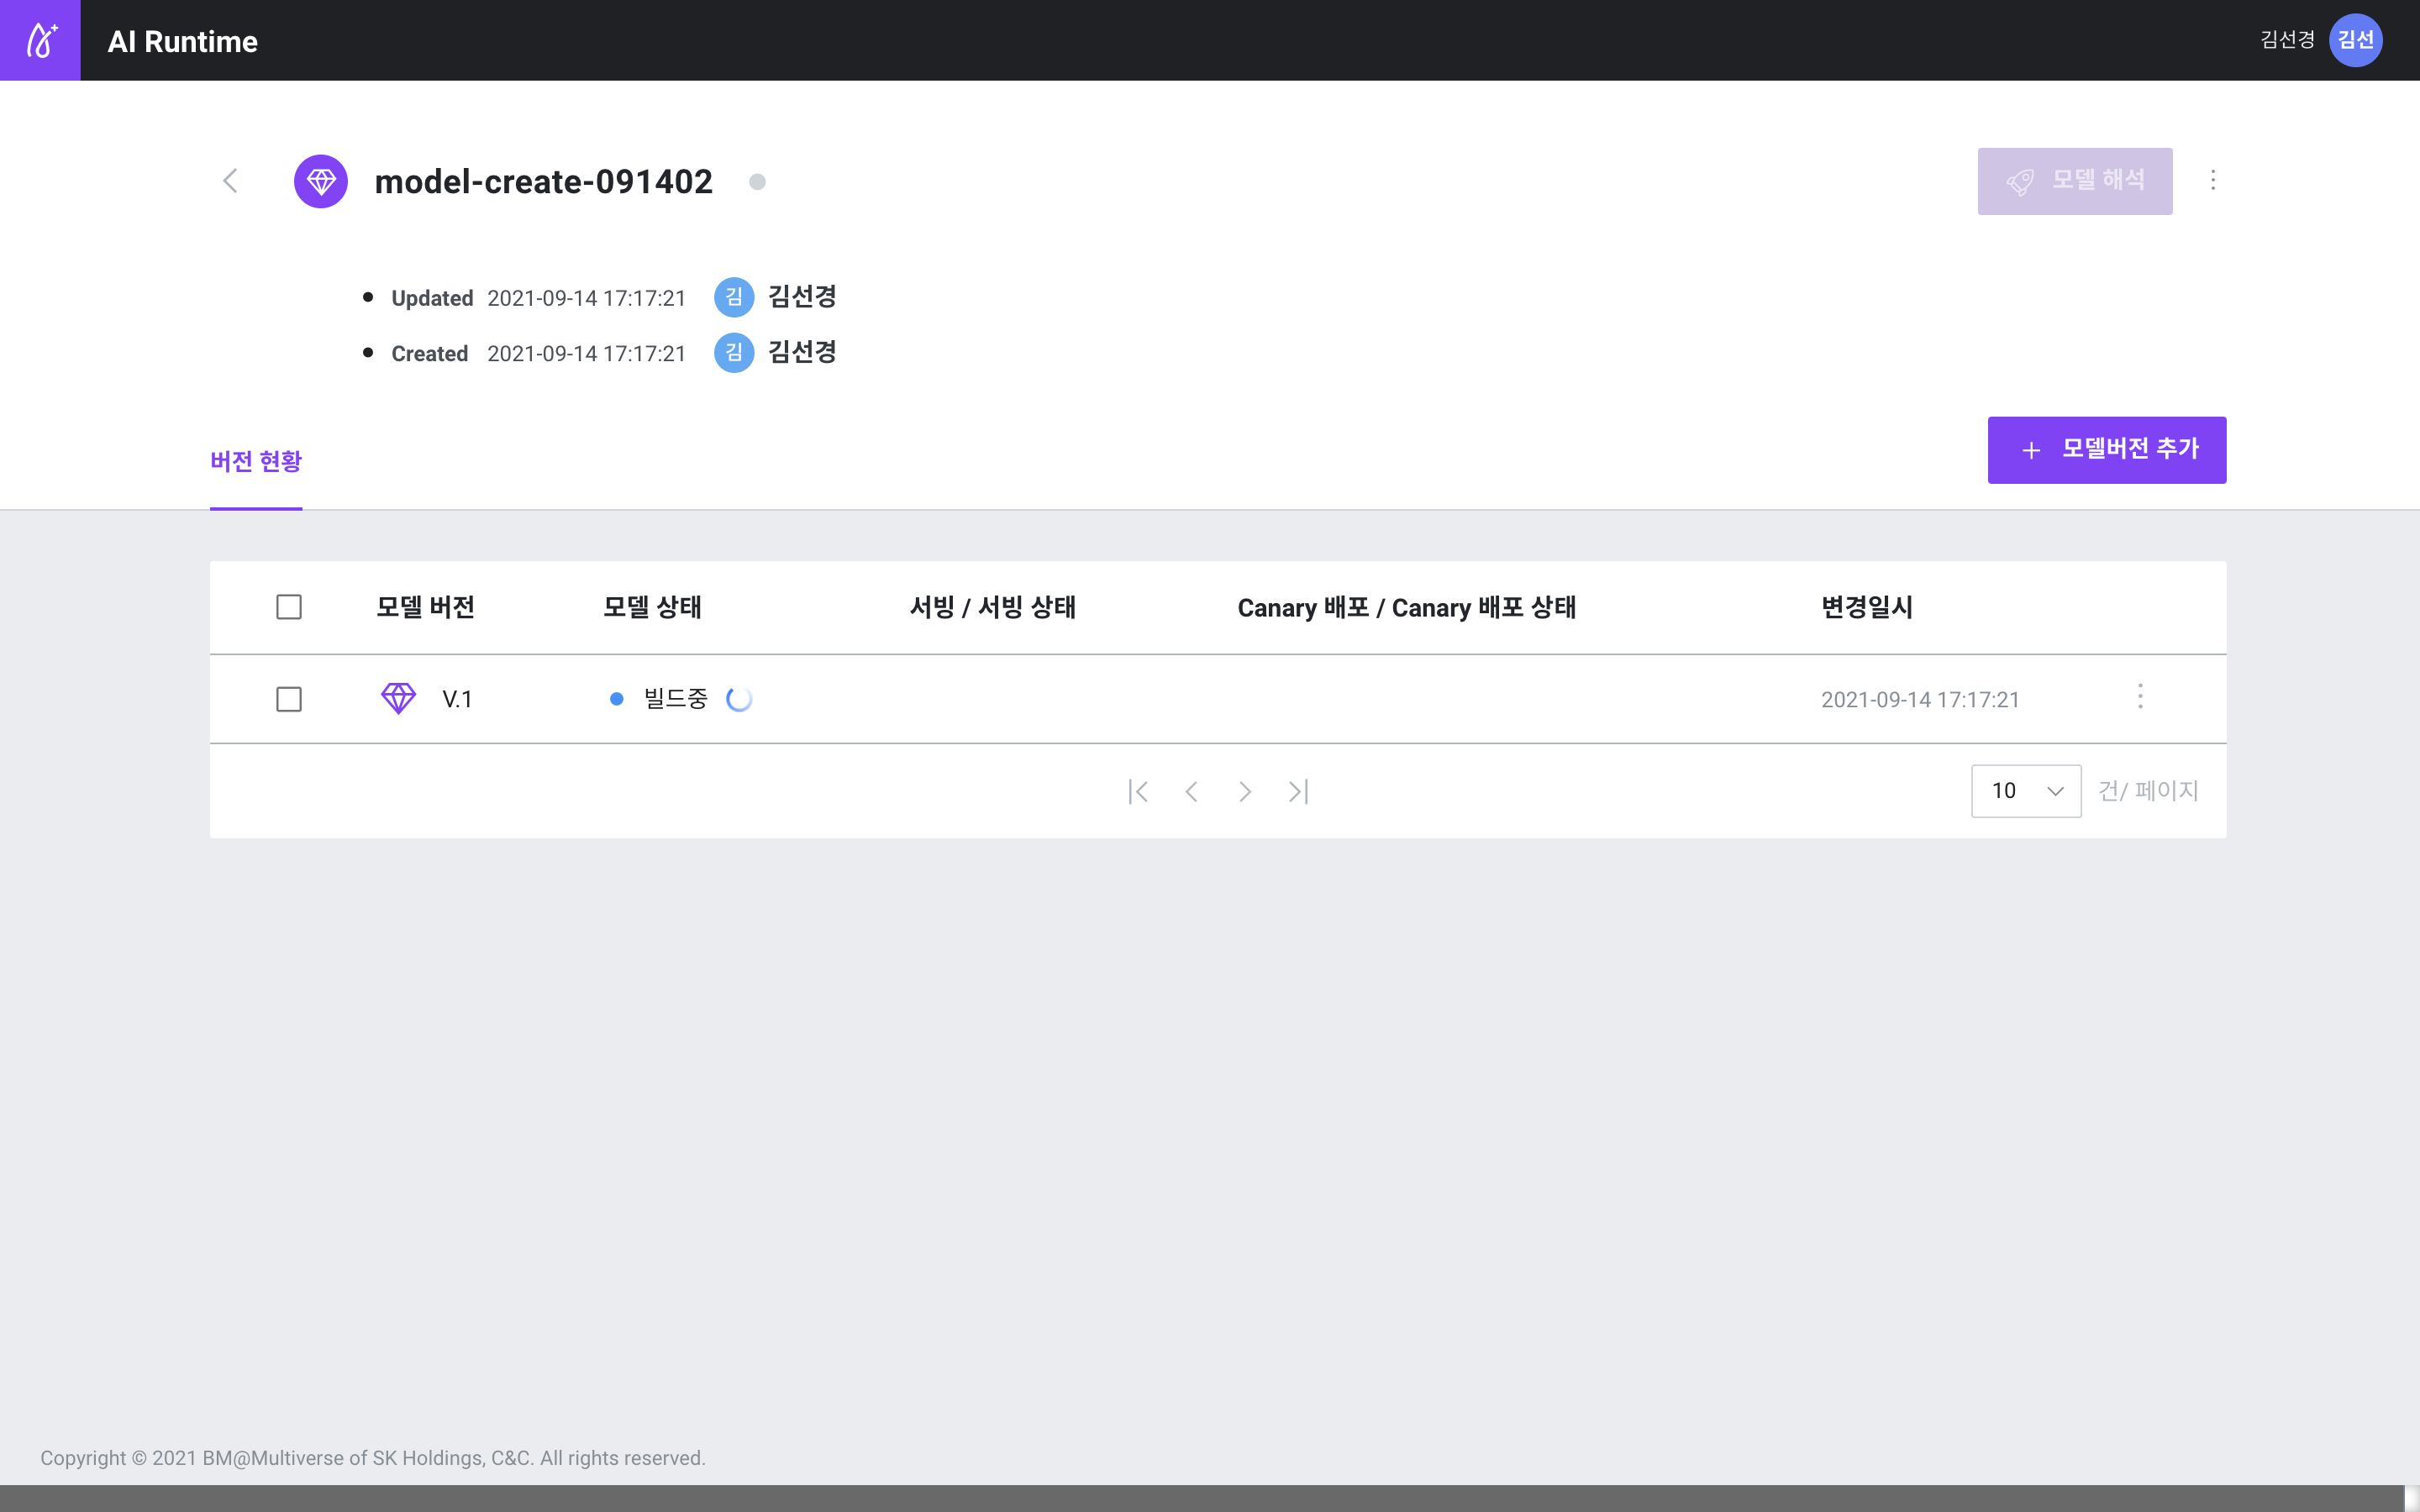 AI Runtime
김선경 김선
model-create-091402
모델 해석
Updated 2021-09-14 17:17:21 김 김선경
Created 2021-09-14 17:17:21 김 김선경
버전 현황
+ 모델버전 추가
모델 버전 모델 상태 서빙 / 서빙 상태 Canary 배포 / Canary 배포 상태 변경일시
V.1 빌드중 2021-09-14 17:17:21
10 건/ 페이지
Copyright © 2021 BM@Multiverse of SK Holdings, C&C. All rights reserved.